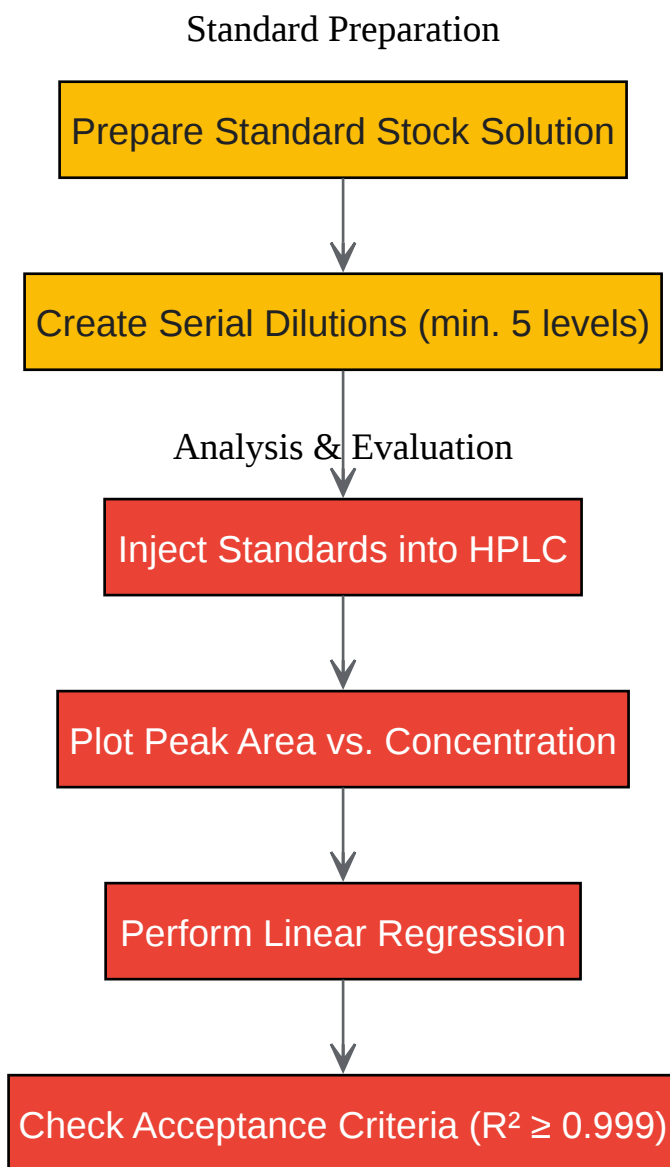 Standard Preparation
Prepare Standard Stock Solution
Create Serial Dilutions (min. 5 levels)
Analysis & Evaluation
Inject Standards into HPLC
Plot Peak Area vs. Concentration
Perform Linear Regression
Check Acceptance Criteria (R² ≥ 0.999)